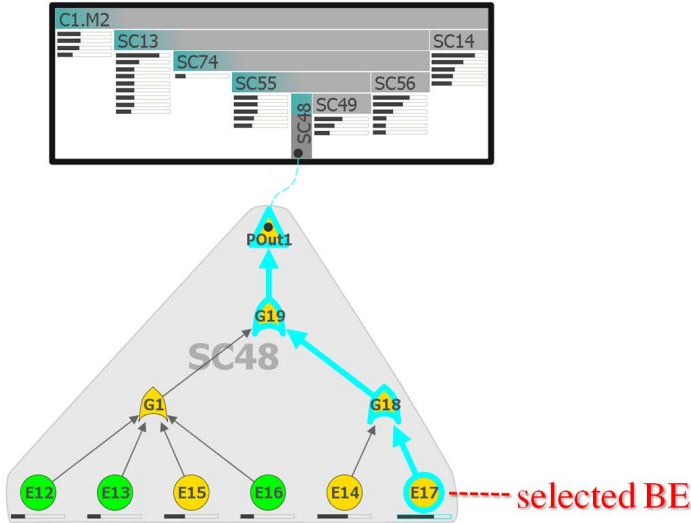 C1.M2
SC13
SC14
SC74
SC55
SC56
SC48
SC49
POut1
G19
SC48
G1
G18
E12
E13
E15
E16
E14
E17
selected BE